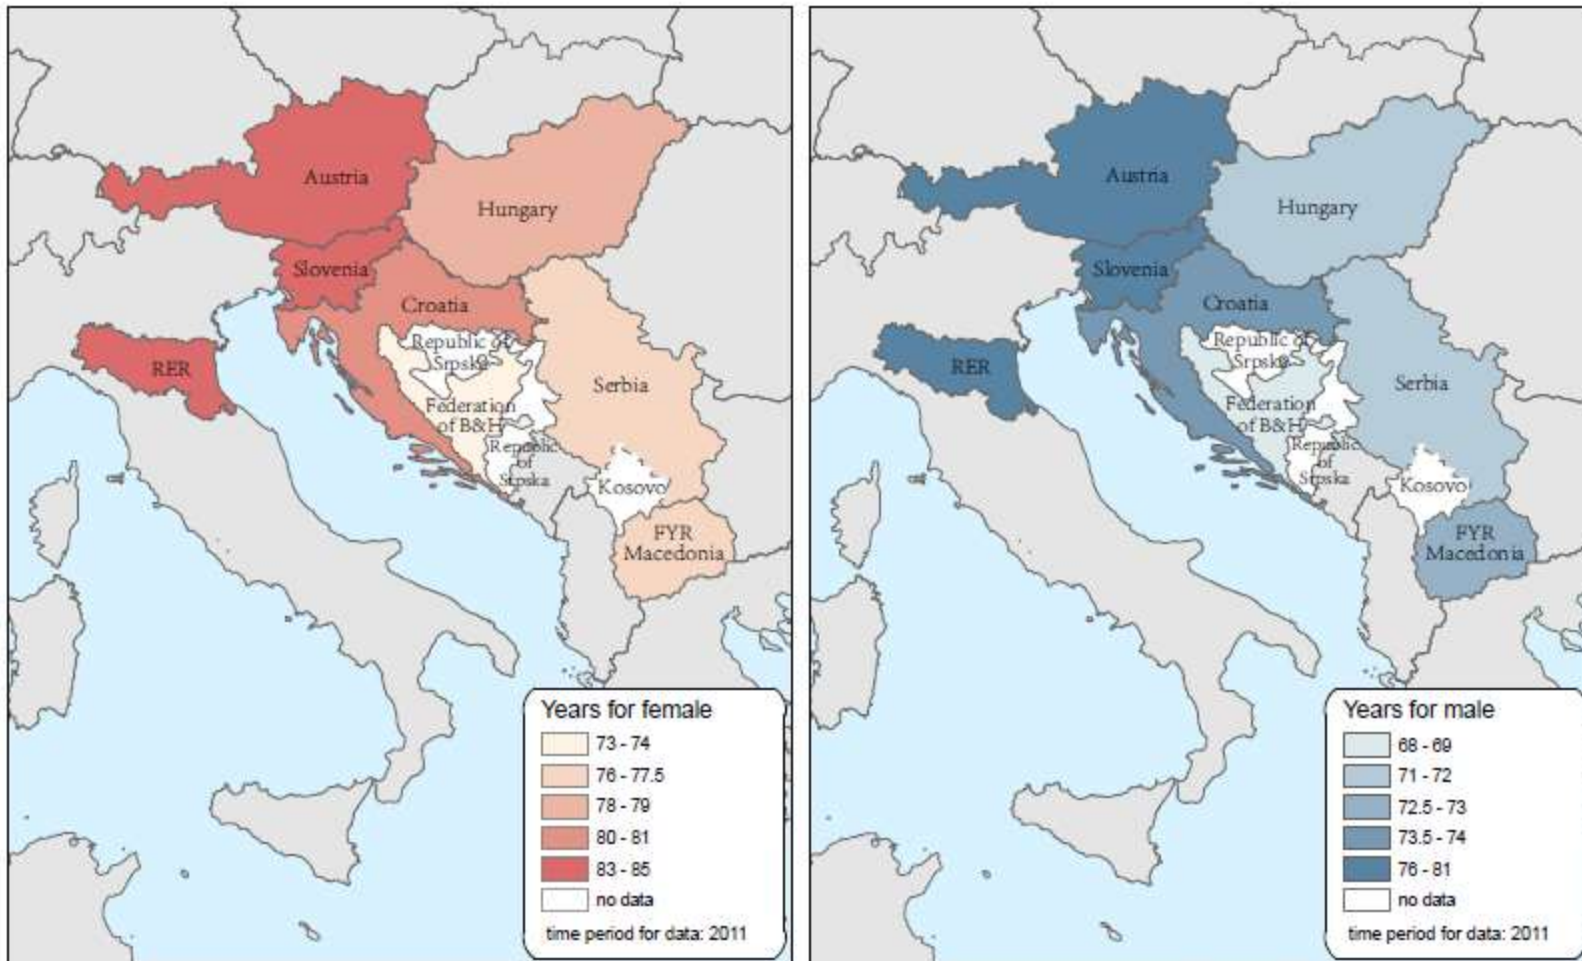 Austria
Hungary
Slovenia
Croatia
Republic of
Srpska
RER
Serbia
Federation
of B&H
Republic
of
Srpska
Kosovo
FYR
Macedonia
Years for female
73 - 74
76 - 77.5
78 - 79
80 - 81
83 - 85
no data
time period for data: 2011
Austria
Hungary
Slovenia
Croatia
Republic of
Srpska
RER
Serbia
Federation
of B&H
Republic
of
Srpska
Kosovo
FYR
Macedonia
Years for male
68 - 69
71 - 72
72.5 - 73
73.5 - 74
76 - 81
no data
time period for data: 2011